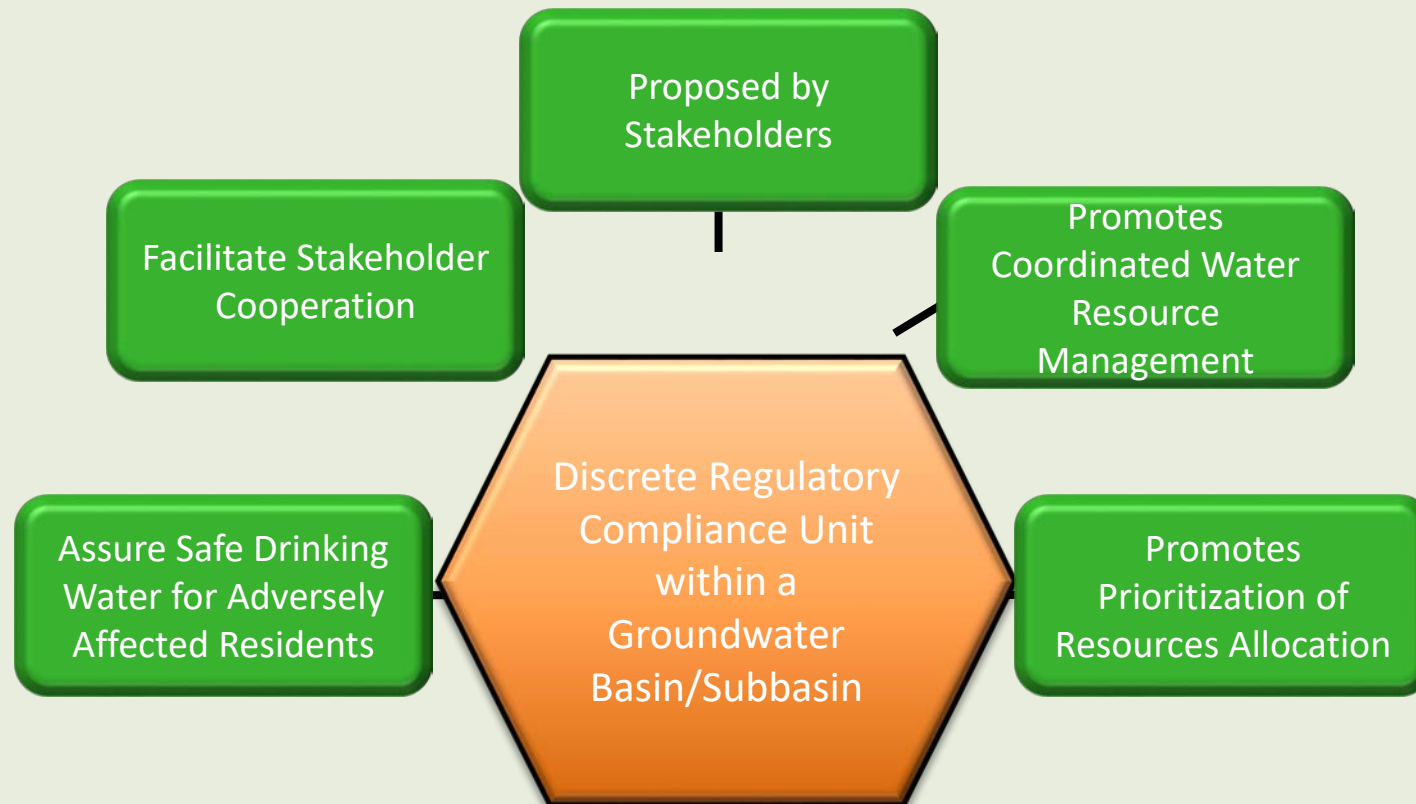 Proposed by
Stakeholders
Facilitate Stakeholder
Cooperation
Promotes
Coordinated Water
Resource
Management
Discrete Regulatory
Compliance Unit
within a
Groundwater
Basin/Subbasin
Assure Safe Drinking
Water for Adversely
Affected Residents
Promotes
Prioritization of
Resources Allocation